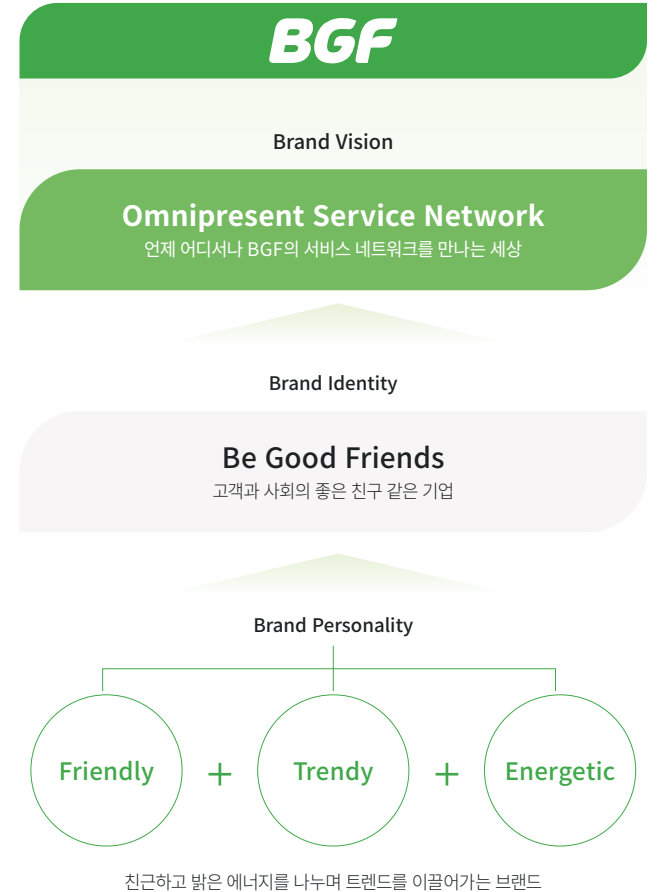 BGF
Brand Vision
Omnipresent Service Network
언제 어디서나 BGF의 서비스 네트워크를 만나는 세상
Brand Identity
Be Good Friends
고객과 사회의 좋은 친구 같은 기업
Brand Personality
Friendly + Trendy + Energetic
친근하고 밝은 에너지를 나누며 트렌드를 이끌어가는 브랜드